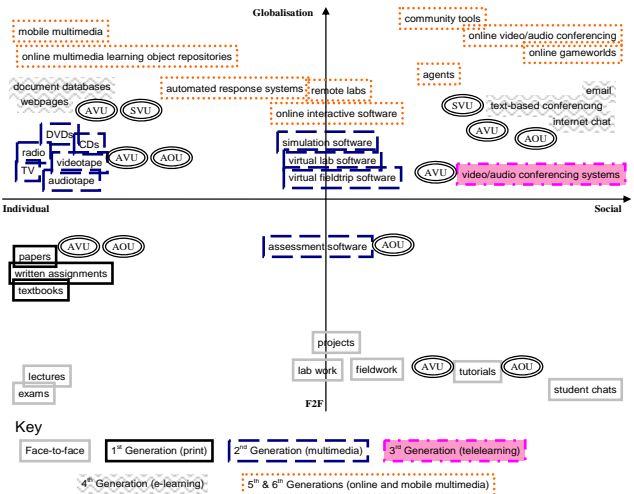 Globalisation
mobile multimedia
community tools
online video/audio conferencing
online multimedia learning object repositories
online gameworlds
agents
document databases
automated response systems
remote labs
email
webpages
AVU
SVU
SVU
text-based conferencing
online interactive software
internet chat
AVU
AOU
DVDs
CDs
simulation software
radio
videotape
AVU
AOU
virtual lab software
TV
audiotape
virtual fieldtrip software
AVU
video/audio conferencing systems
Individual
Social
AVU
AOU
assessment software
AOU
papers
written assignments
textbooks
projects
lectures
lab work
fieldwork
AVU
tutorials
AOU
exams
student chats
F2F
Key
Face-to-face
1st Generation (print)
2nd Generation (multimedia)
3rd Generation (telelearning)
4th Generation (e-learning)
5th & 6th Generations (online and mobile multimedia)